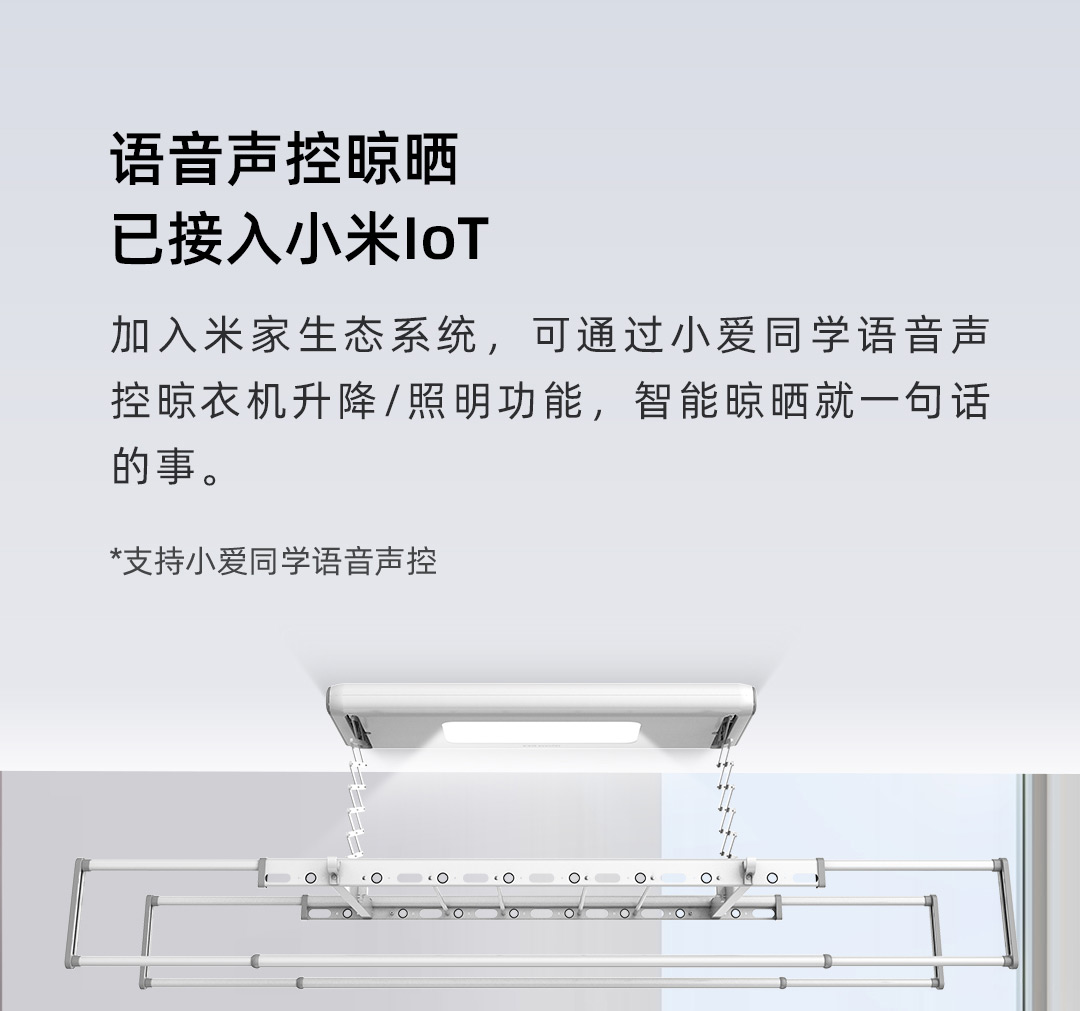 语音声控晾晒
已接入小米IoT
加入米家生态系统，可通过小爱同学语音声
控晾衣机升降/照明功能，智能晾晒就一句话
的事。
*支持小爱同学语音声控